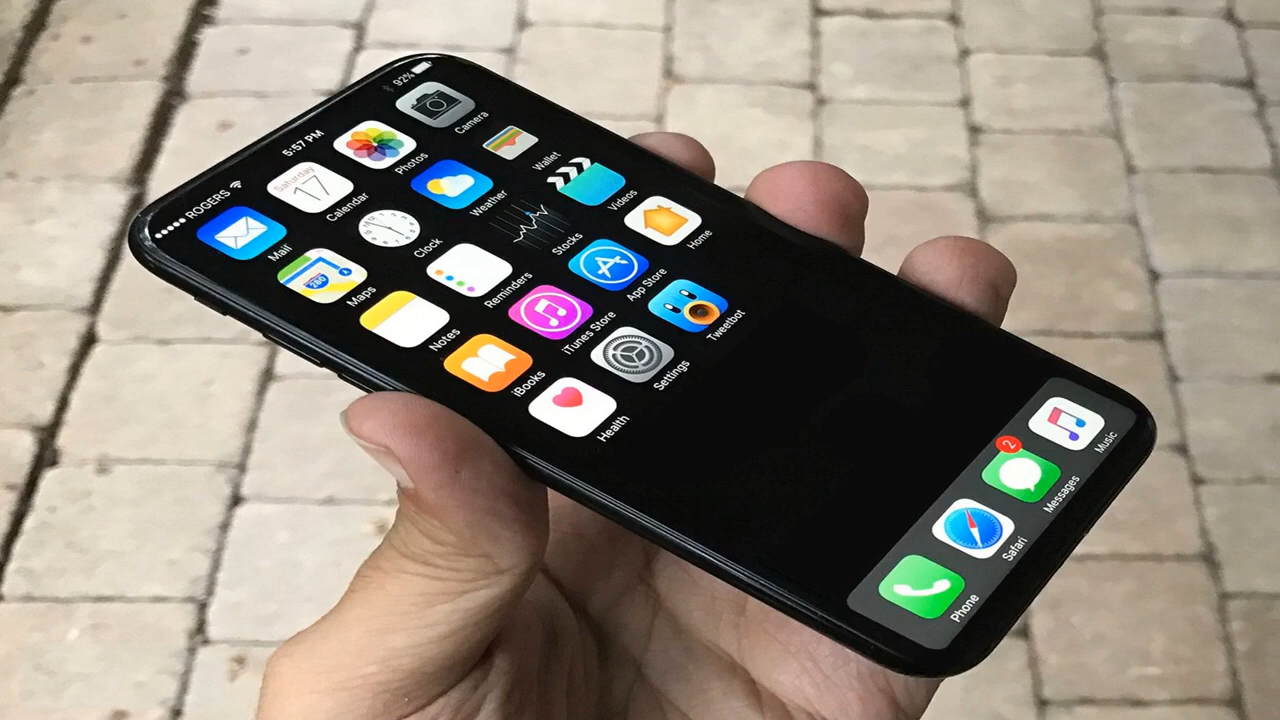 ROGERS 5:57 PM 92%
Saturday
17
Mail Calendar Photos Camera
280
Maps Clock Weather Wallet
Notes Reminders Stocks Videos
iBooks iTunes Store App Store Home
Health Settings Tweetbot
2
Phone Safari Messages Music